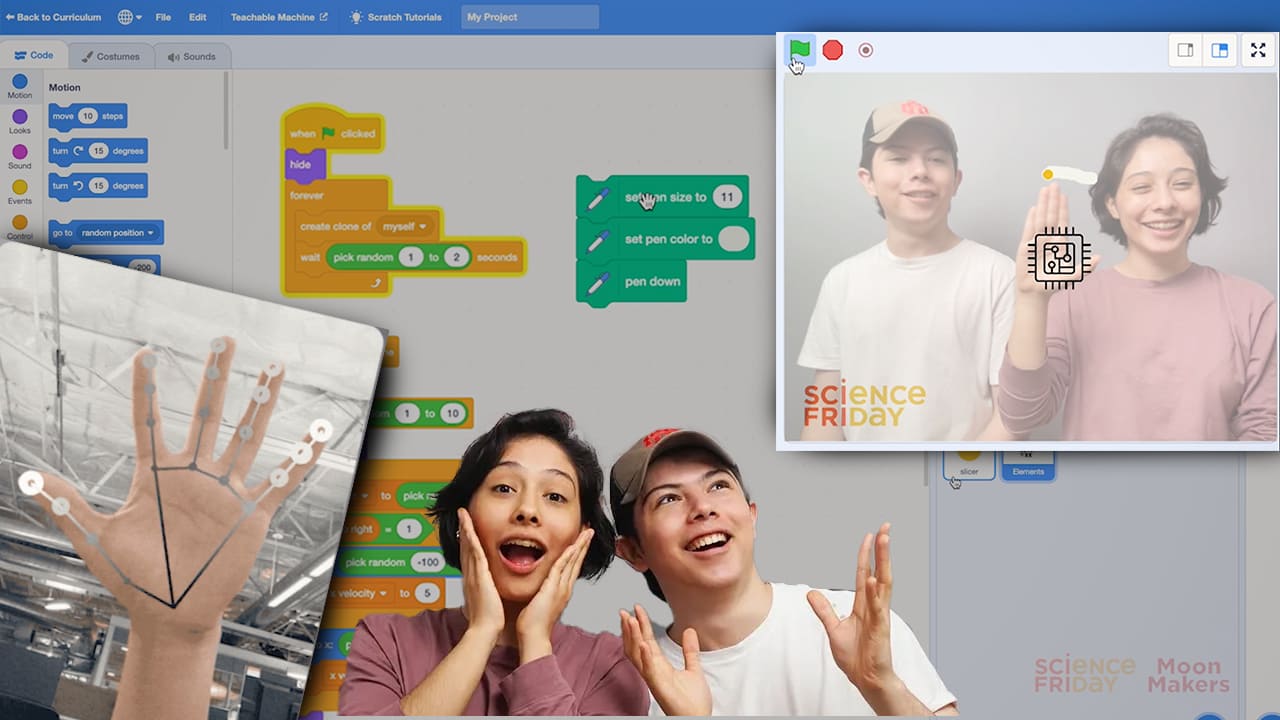 Back to Curriculum File Edit Teachable Machine Scratch Tutorials My Project
Code Costumes Sounds
Motion
Motion
move 10 steps
Looks
turn 15 degrees
Sound
turn 15 degrees
Events
go to random position
Control
-200
when clicked
hide
forever
create clone of myself
wait pick random 1 to 2 seconds
set pen size to 11
set pen color to
pen down
1 to 10
to pick
right = 1
pick random -100
velocity to 5
x:
x
SCIENCE
FRIDAY
slicer
Elements
SCIENCE
FRIDAY
Moon
Makers